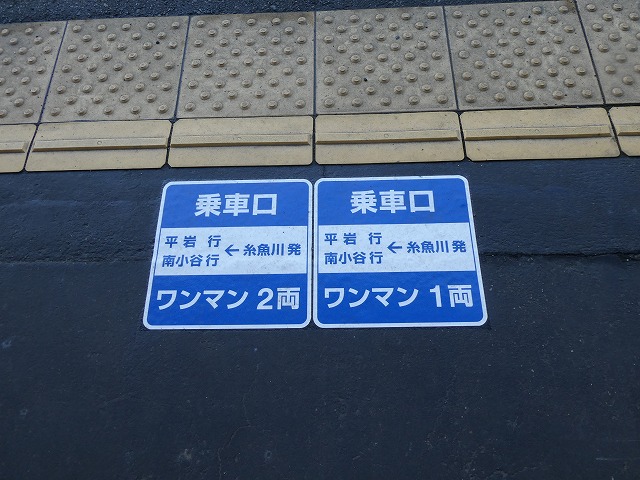 乗車口
平岩 行
南小谷行
←糸魚川発
ワンマン 2両
乗車口
平岩 行
南小谷行
←糸魚川発
ワンマン 1両